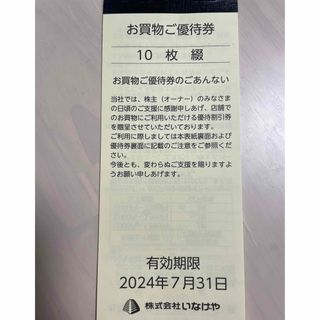 お買物ご優待券
10 枚 綴
お買物ご優待券のごあんない
当社では、株主（オーナー）のみなさま
の日頃のご支援に感謝申しあげ、店舗で
のお買物にご利用いただける優待割引券
を贈呈させていただいております。
ご利用に際しましては本表紙裏面および
優待券裏面に記載のご注意をご参照くだ
さい。
今後とも、変わらぬご支援を賜りますよ
うお願い申しあげます。
有効期限
2024年7月31日
株式会社いなげや